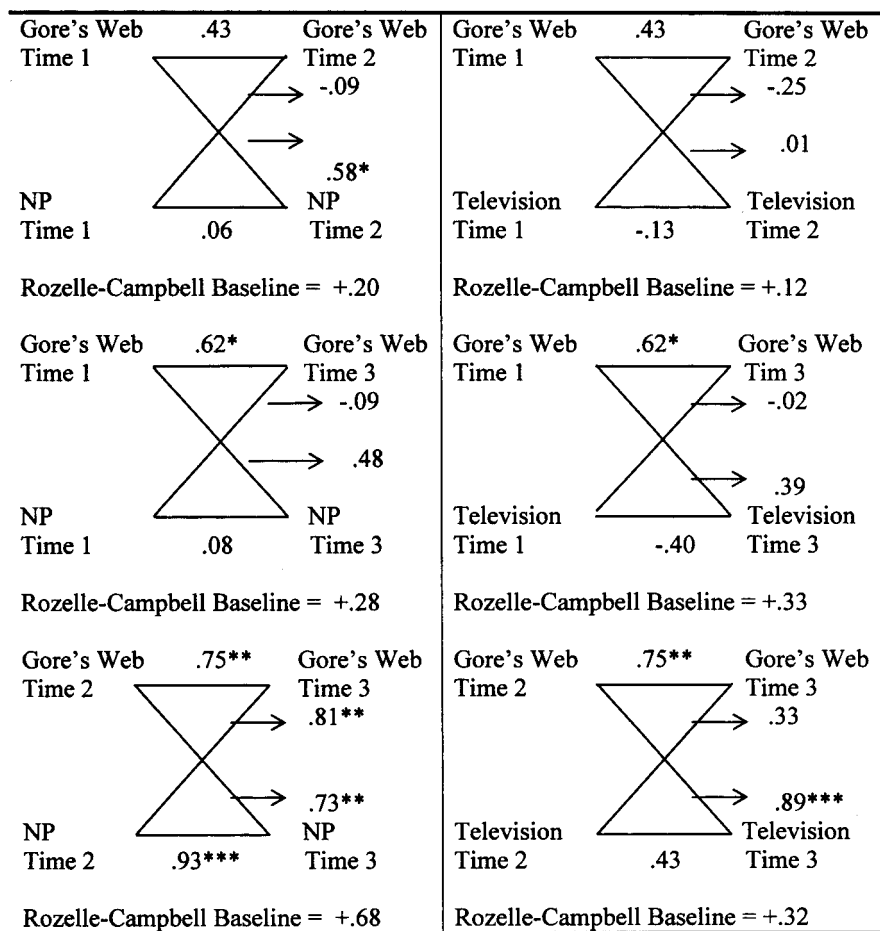 Gore's Web .43 Gore's Web
Time 1 Time 2
-.09
.58*
NP NP
Time 1 .06 Time 2
Rozelle-Campbell Baseline = +.20
Gore's Web .43 Gore's Web
Time 1 Time 2
-.25
.01
Television Television
Time 1 -.13 Time 2
Rozelle-Campbell Baseline = +.12
Gore's Web .62* Gore's Web
Time 1 Time 3
-.09
.48
NP NP
Time 1 .08 Time 3
Rozelle-Campbell Baseline = +.28
Gore's Web .62* Gore's Web
Time 1 Tim 3
-.02
.39
Television Television
Time 1 -.40 Time 3
Rozelle-Campbell Baseline = +.33
Gore's Web .75** Gore's Web
Time 2 Time 3
.81**
.73**
NP NP
Time 2 .93*** Time 3
Rozelle-Campbell Baseline = +.68
Gore's Web .75** Gore's Web
Time 2 Time 3
.33
.89***
Television Television
Time 2 .43 Time 3
Rozelle-Campbell Baseline = +.32